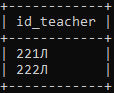 +------------+
| id_teacher |
+------------+
| 221Л       |
| 222Л       |
+------------+